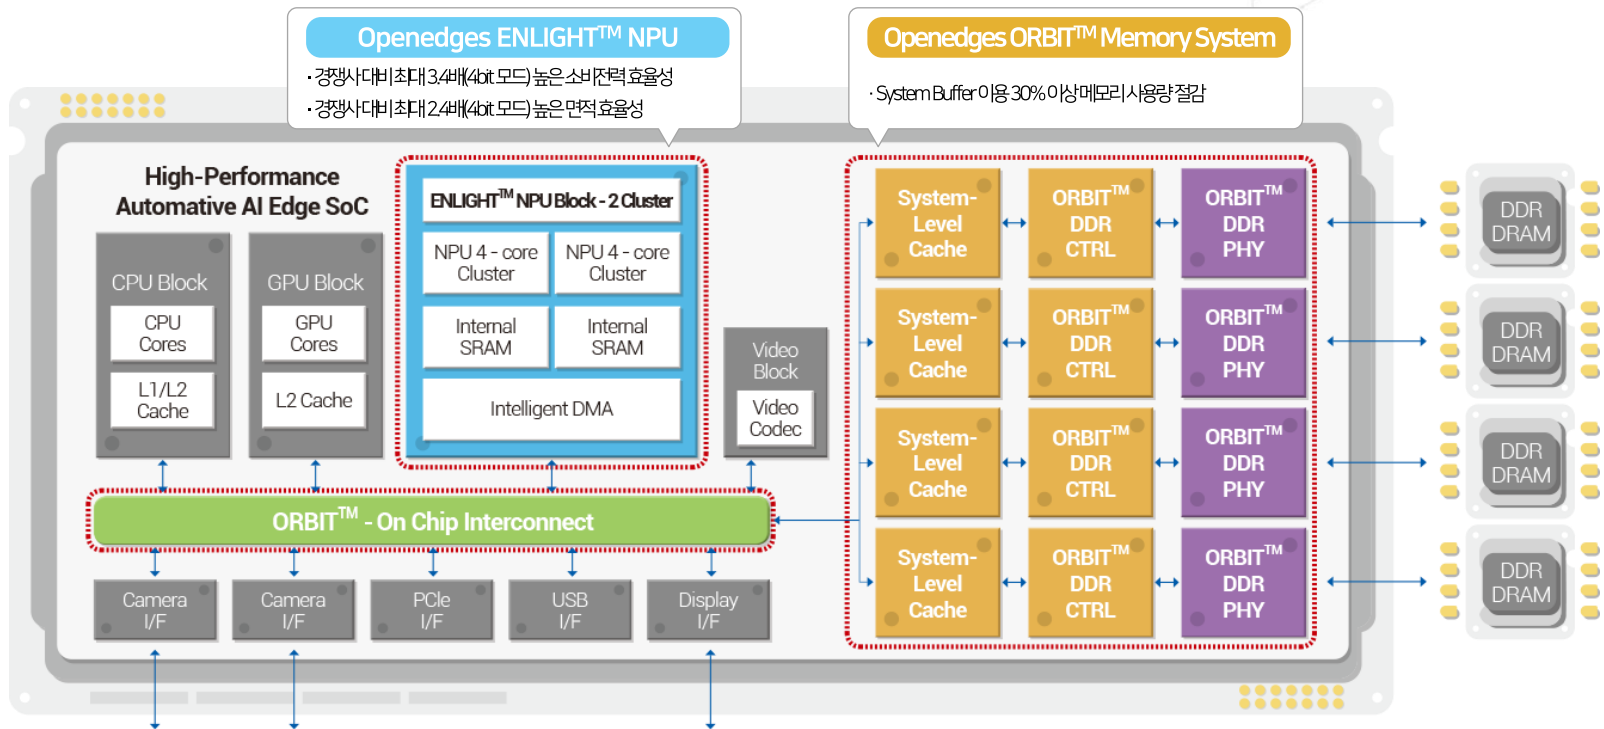 Openedges ENLIGHT™ NPU
· 경쟁사 대비 최대 3.4배(4bit 모드) 높은 소비전력 효율성
· 경쟁사 대비 최대 2.4배(4bit 모드) 높은 면적 효율성
Openedges ORBIT™ Memory System
· System Buffer 이용 30% 이상 메모리 사용량 절감
High-Performance
Automative AI Edge SoC
CPU Block
CPU
Cores
L1/L2
Cache
GPU Block
GPU
Cores
L2 Cache
ENLIGHT™ NPU Block - 2 Cluster
NPU 4 - core
Cluster
NPU 4 - core
Cluster
Internal
SRAM
Internal
SRAM
Intelligent DMA
Video
Block
Video
Codec
ORBIT™ - On Chip Interconnect
Camera
I/F
Camera
I/F
PCIe
I/F
USB
I/F
Display
I/F
System-
Level
Cache
ORBIT™
DDR
CTRL
ORBIT™
DDR
PHY
DDR
DRAM
System-
Level
Cache
ORBIT™
DDR
CTRL
ORBIT™
DDR
PHY
DDR
DRAM
System-
Level
Cache
ORBIT™
DDR
CTRL
ORBIT™
DDR
PHY
DDR
DRAM
System-
Level
Cache
ORBIT™
DDR
CTRL
ORBIT™
DDR
PHY
DDR
DRAM